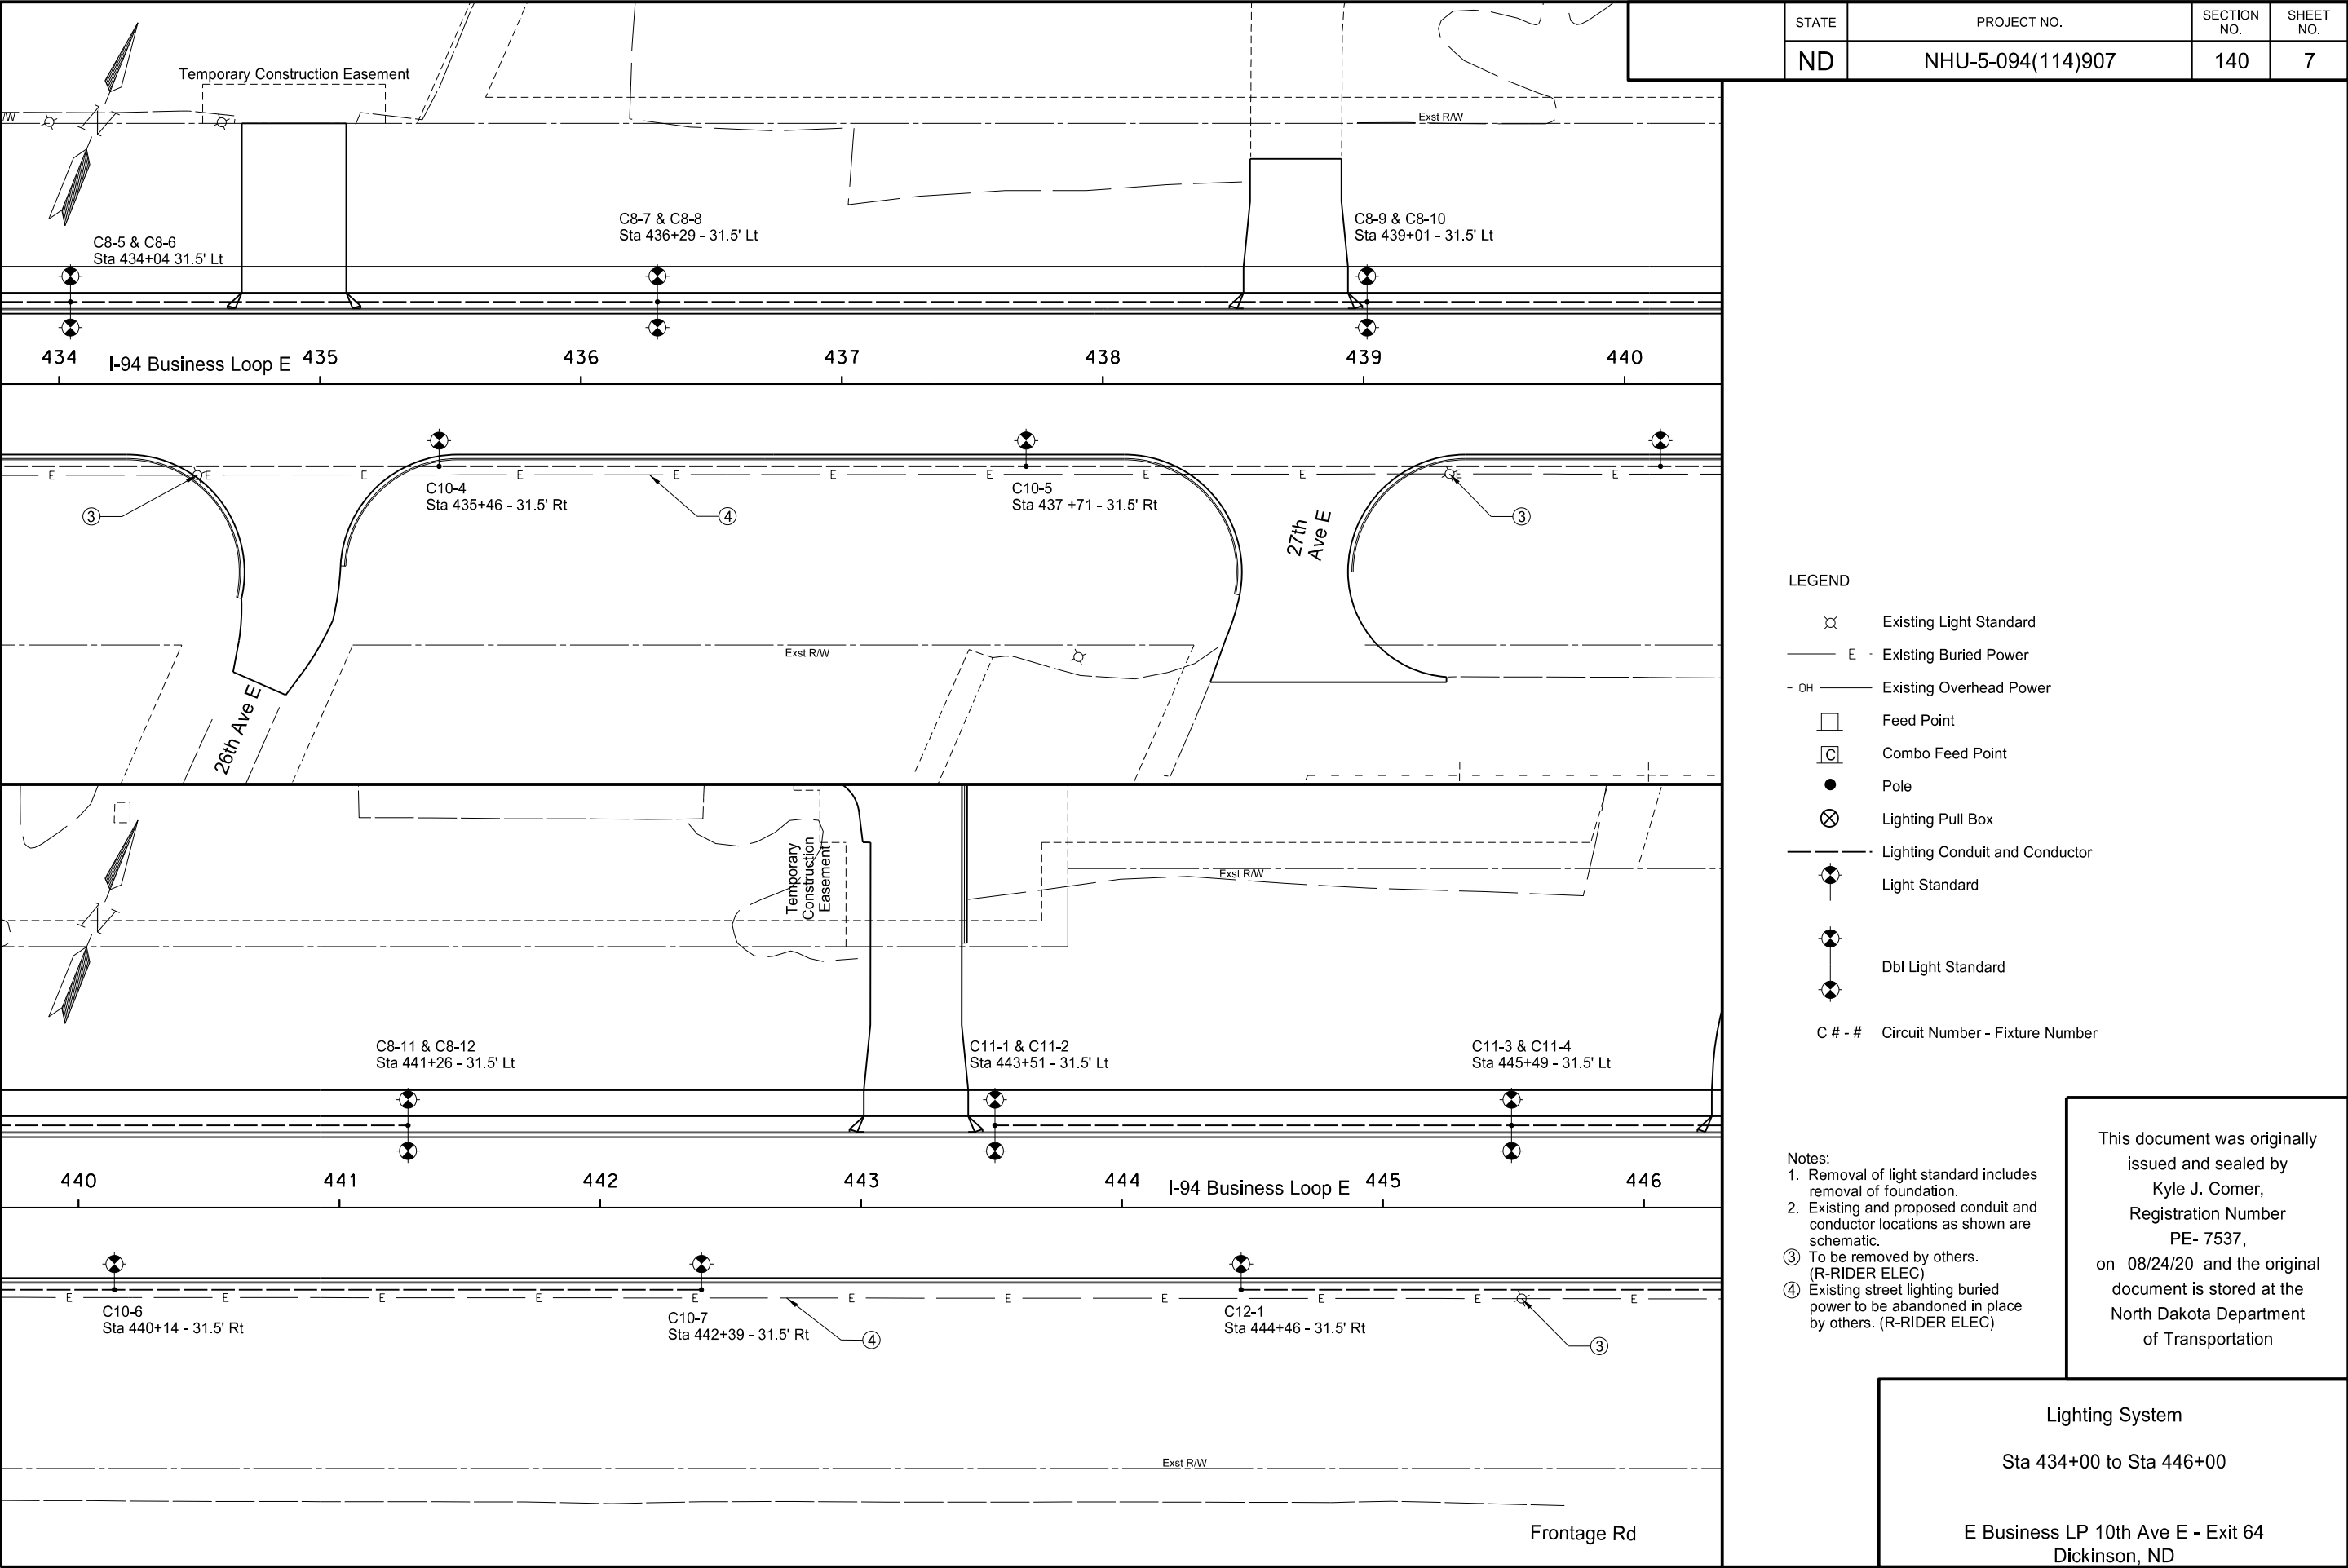 STATE
PROJECT NO.
SECTION NO.
SHEET NO.
ND
NHU-5-094(114)907
140
7
Temporary Construction Easement
/W
N
Exst R/W
C8-5 & C8-6
Sta 434+04 31.5' Lt
C8-7 & C8-8
Sta 436+29 - 31.5' Lt
C8-9 & C8-10
Sta 439+01 - 31.5' Lt
434
I-94 Business Loop E
435
436
437
438
439
440
E E E E E E E E E E E
C10-4
Sta 435+46 - 31.5' Rt
C10-5
Sta 437 +71 - 31.5' Rt
3
4
3
27th
Ave E
Exst R/W
26th Ave E
Temporary
Construction
Easement
N
Exst R/W
C8-11 & C8-12
Sta 441+26 - 31.5' Lt
C11-1 & C11-2
Sta 443+51 - 31.5' Lt
C11-3 & C11-4
Sta 445+49 - 31.5' Lt
440
441
442
443
444
I-94 Business Loop E
445
446
E E E E E E E E E E E
C10-6
Sta 440+14 - 31.5' Rt
C10-7
Sta 442+39 - 31.5' Rt
4
C12-1
Sta 444+46 - 31.5' Rt
3
Exst R/W
Frontage Rd
LEGEND
Existing Light Standard
E Existing Buried Power
OH Existing Overhead Power
Feed Point
C Combo Feed Point
Pole
Lighting Pull Box
Lighting Conduit and Conductor
Light Standard
Dbl Light Standard
C # - # Circuit Number - Fixture Number
Notes:
1. Removal of light standard includes
removal of foundation.
2. Existing and proposed conduit and
conductor locations as shown are
schematic.
3. To be removed by others.
(R-RIDER ELEC)
4. Existing street lighting buried
power to be abandoned in place
by others. (R-RIDER ELEC)
This document was originally
issued and sealed by
Kyle J. Comer,
Registration Number
PE- 7537,
on 08/24/20 and the original
document is stored at the
North Dakota Department
of Transportation
Lighting System
Sta 434+00 to Sta 446+00
E Business LP 10th Ave E - Exit 64
Dickinson, ND